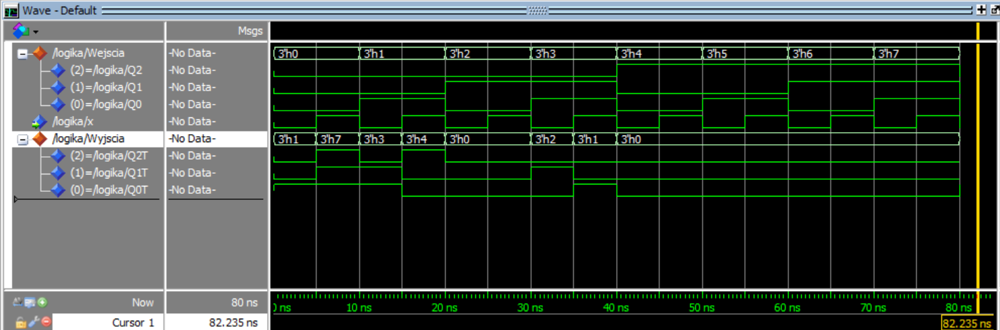 Wave - Default
Msgs
/logika/Wejscia -No Data- 3'h0 3'h1 3'h2 3'h3 3'h4 3'h5 3'h6 3'h7
(2)=/logika/Q2 -No Data-
(1)=/logika/Q1 -No Data-
(0)=/logika/Q0 -No Data-
/logika/x -No Data-
/logika/Wyjscia -No Data- 3'h1 3'h7 3'h3 3'h4 3'h0 3'h2 3'h1 3'h0
(2)=/logika/Q2T -No Data-
(1)=/logika/Q1T -No Data-
(0)=/logika/Q0T -No Data-
Now 80 ns 0 ns 10 ns 20 ns 30 ns 40 ns 50 ns 60 ns 70 ns 80 ns
Cursor 1 82.235 ns 82.235 ns